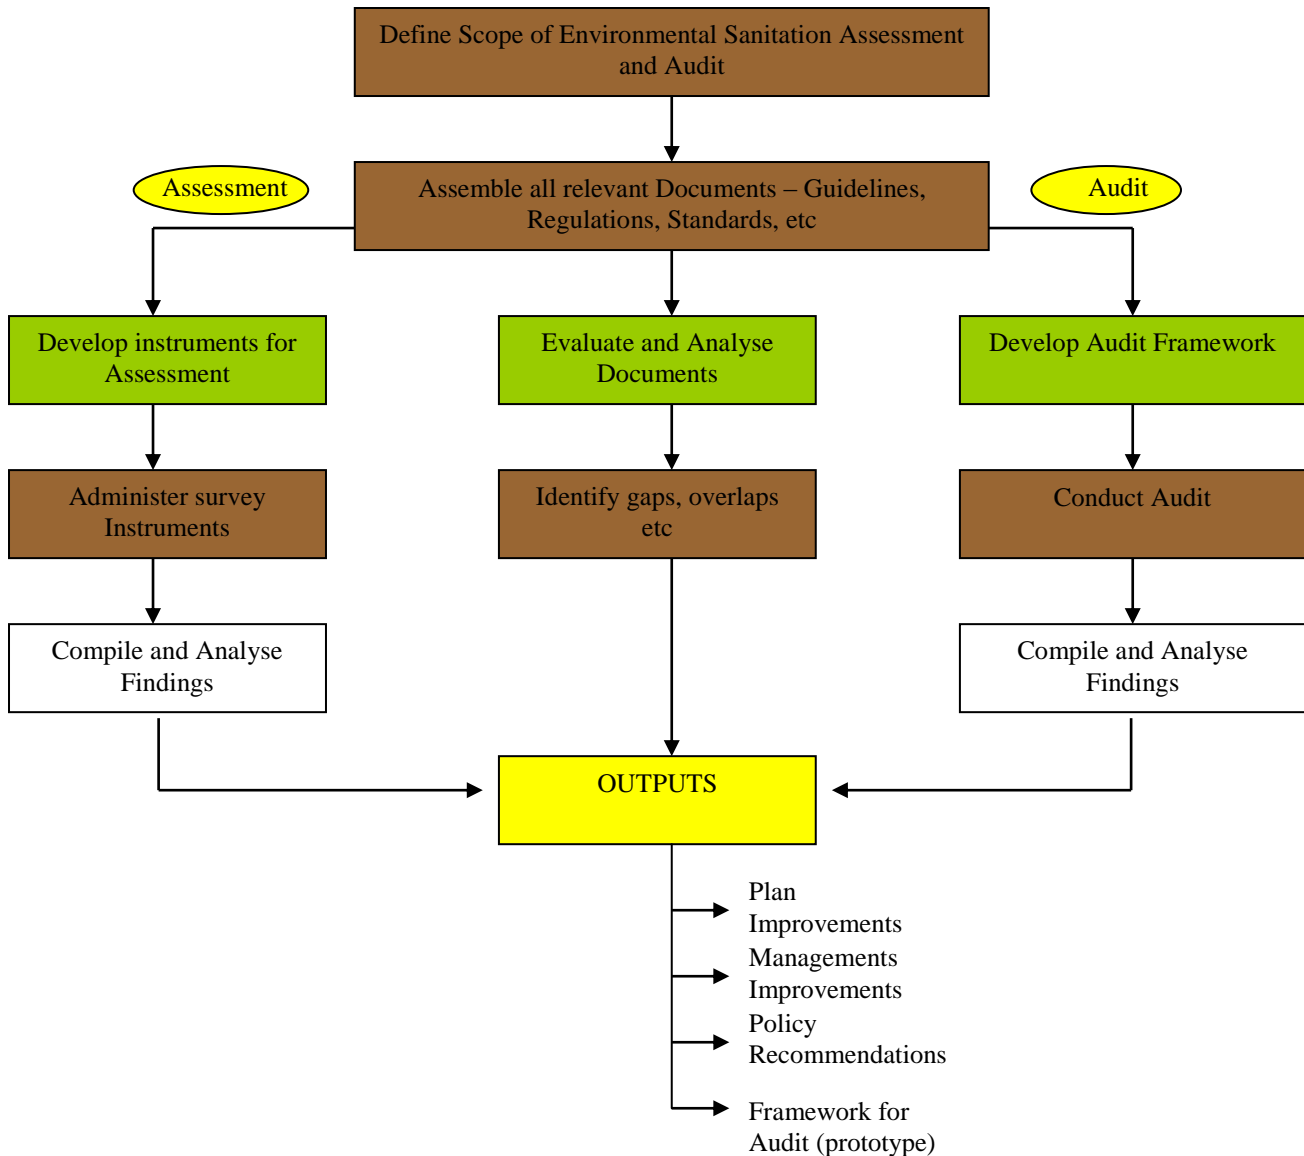 Define Scope of Environmental Sanitation Assessment
and Audit
Assessment
Assemble all relevant Documents – Guidelines,
Regulations, Standards, etc
Audit
Develop instruments for
Assessment
Evaluate and Analyse
Documents
Develop Audit Framework
Administer survey
Instruments
Identify gaps, overlaps
etc
Conduct Audit
Compile and Analyse
Findings
Compile and Analyse
Findings
OUTPUTS
Plan
Improvements
Managements
Improvements
Policy
Recommendations
Framework for
Audit (prototype)